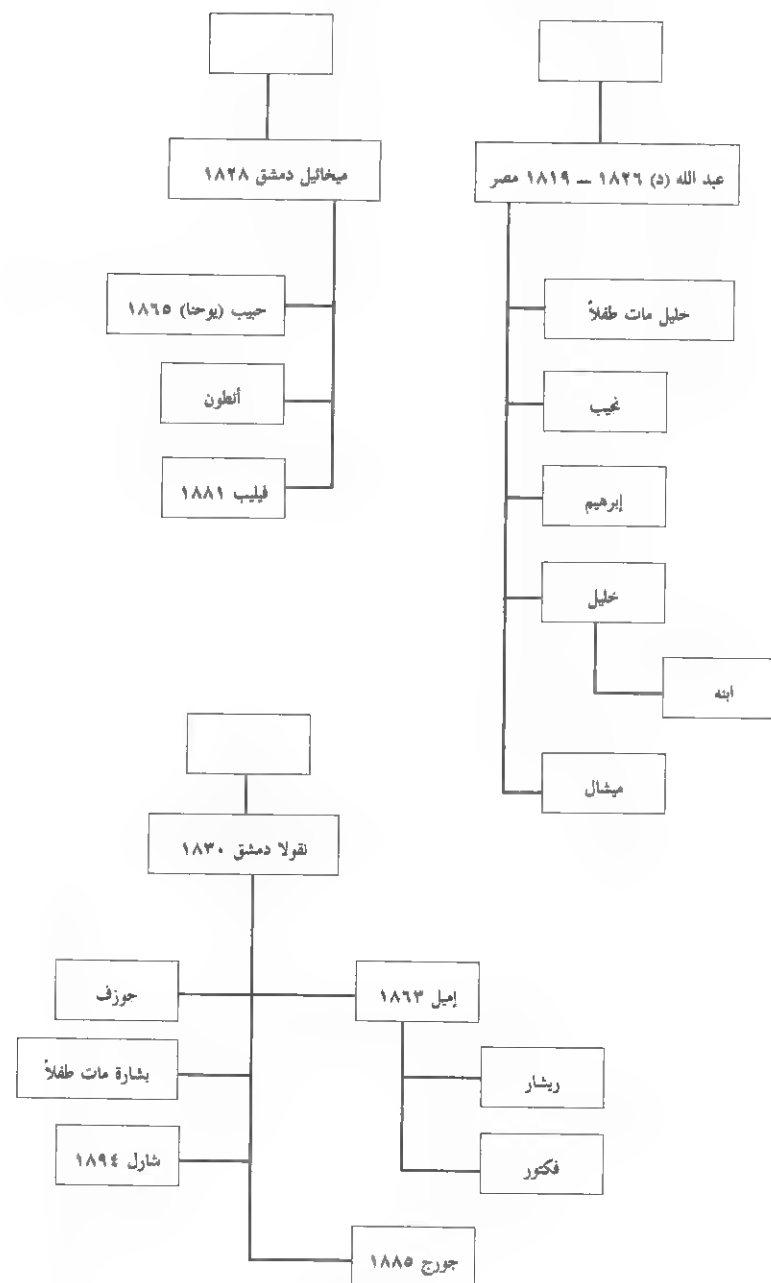 عبد الله (د) ١٨٢٦ — ١٨١٩ مصر
خليل مات طفلاً
نجيب
إبرهيم
خليل
ابنه
ميشال
ميخائيل دمشق ١٨٢٨
حبيب (يوحنا) ١٨٦٥
أنطون
فيليب ١٨٨١
نقولا دمشق ١٨٣٠
إميل ١٨٦٣
ريشار
فكتور
جوزف
بشارة مات طفلاً
شارل ١٨٩٤
جورج ١٨٨٥